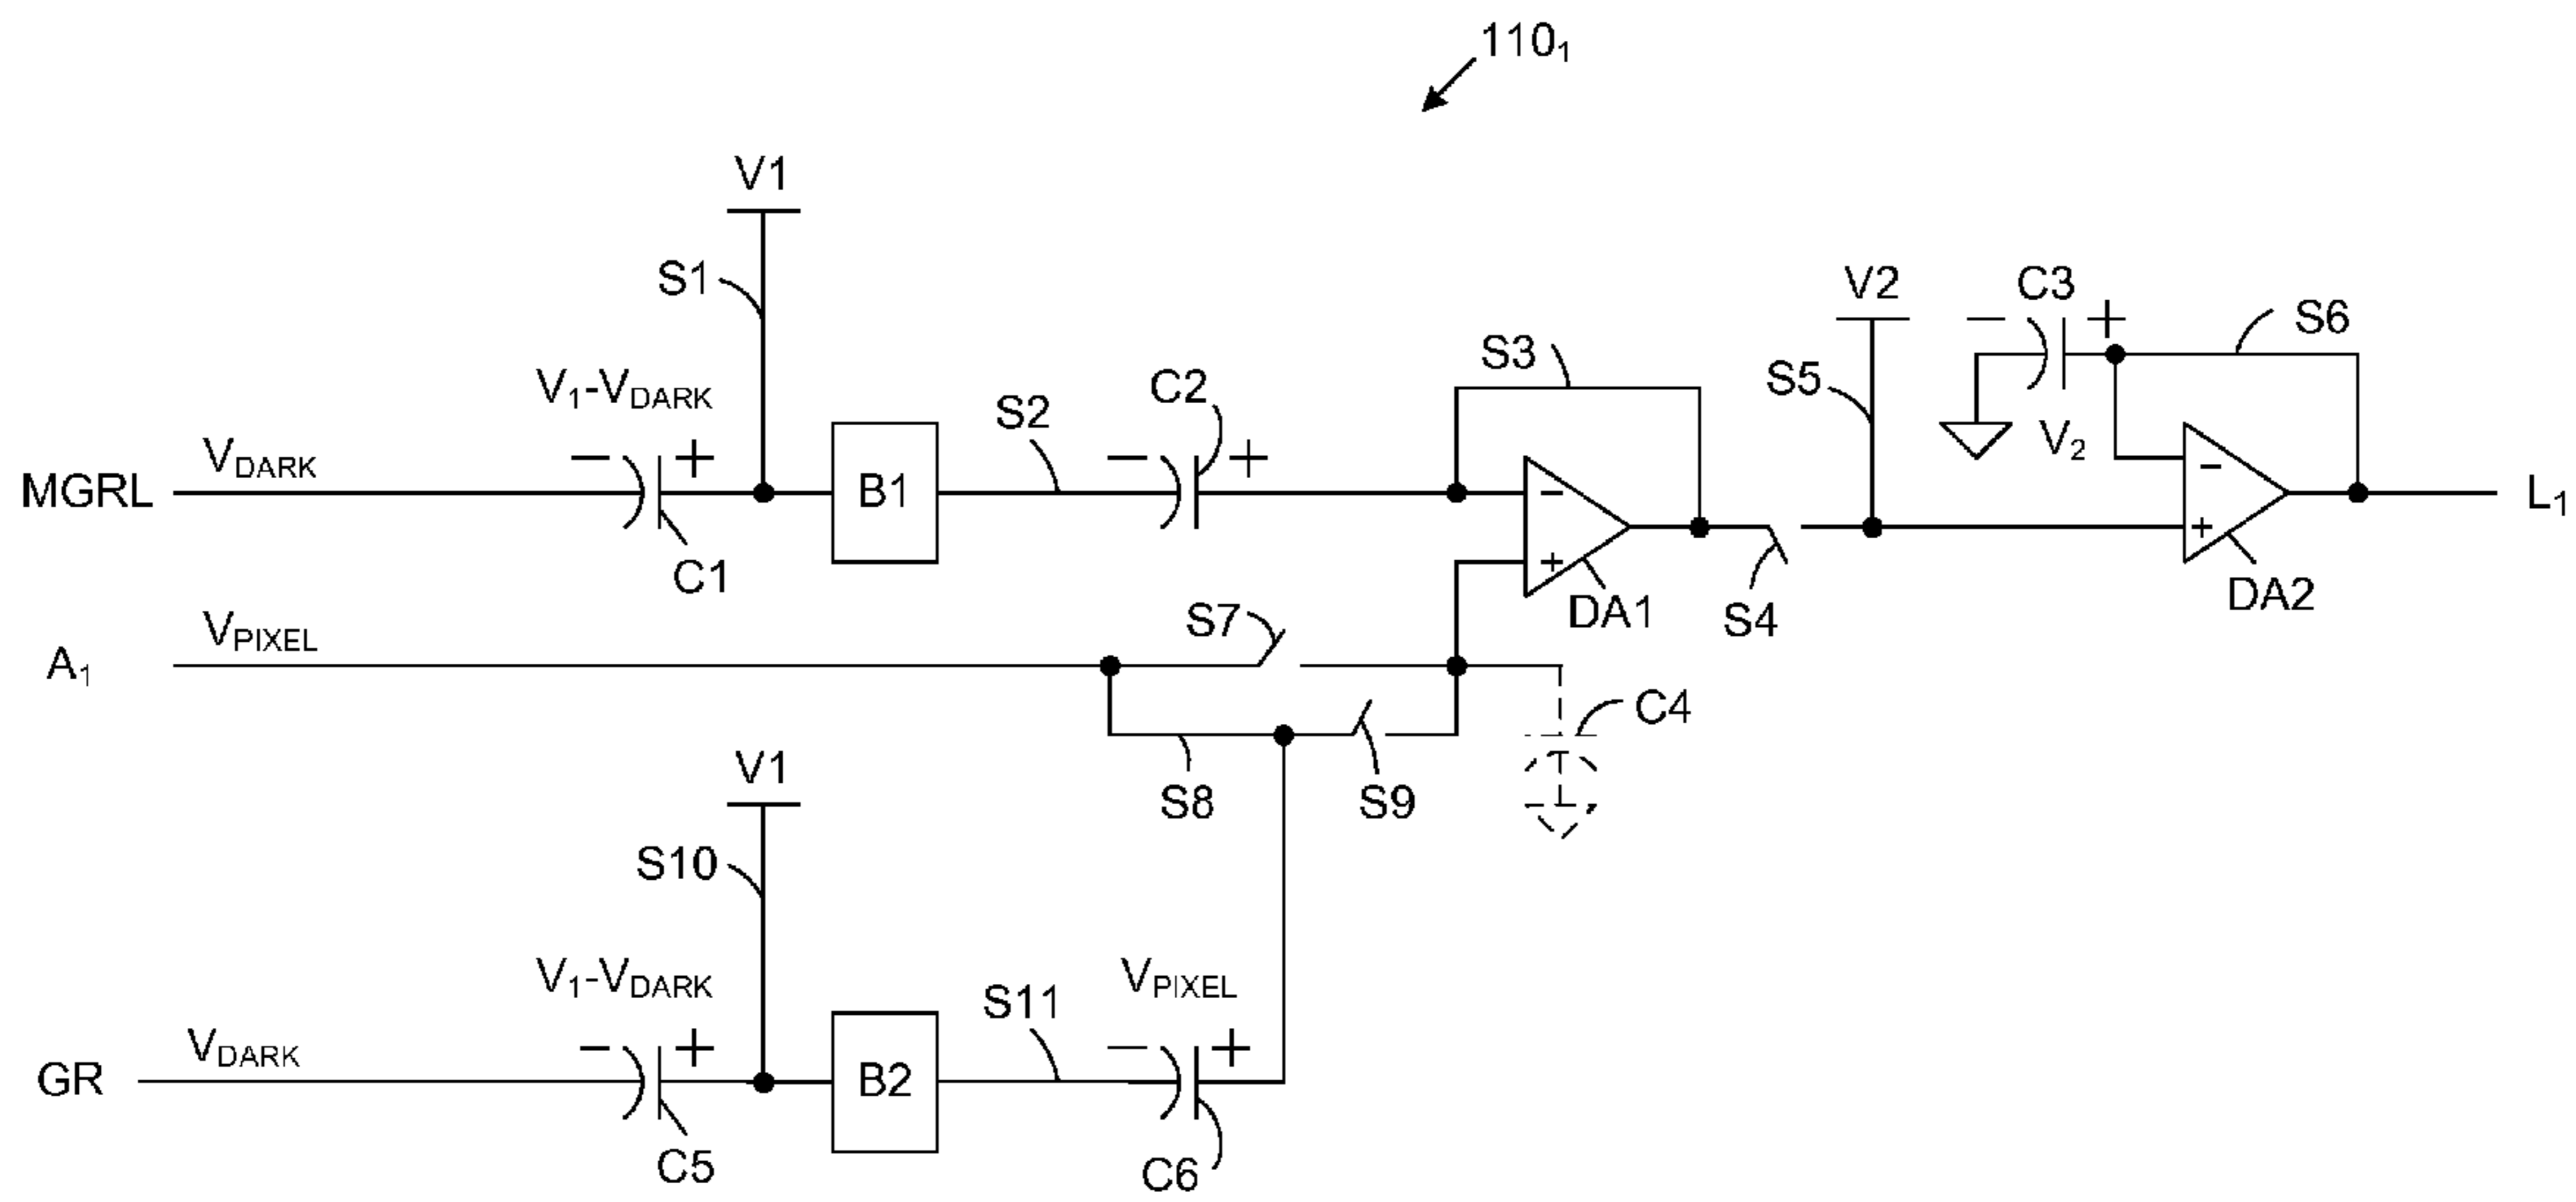 110₁
V1
S1
V2
C3
− +
S6
S3
S5
V₁-V_DARK
C2
S2
V_DARK
− +
− +
V₂
MGRL
B1
−
−
L₁
+
+
C1
DA1
S4
DA2
S7
V_PIXEL
A₁
C4
V1
S8
S9
S10
V₁-V_DARK
V_PIXEL
S11
V_DARK
− +
− +
GR
B2
C5
C6